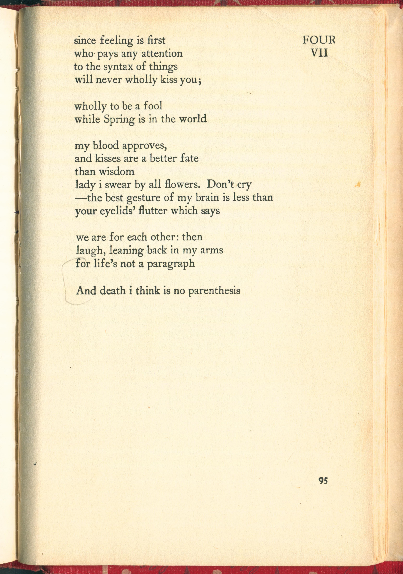 since feeling is first
FOUR
VII
who pays any attention
to the syntax of things
will never wholly kiss you;

wholly to be a fool
while Spring is in the world

my blood approves,
and kisses are a better fate
than wisdom
lady i swear by all flowers. Don't cry
—the best gesture of my brain is less than
your eyelids' flutter which says

we are for each other: then
laugh, leaning back in my arms
for life's not a paragraph

And death i think is no parenthesis

95